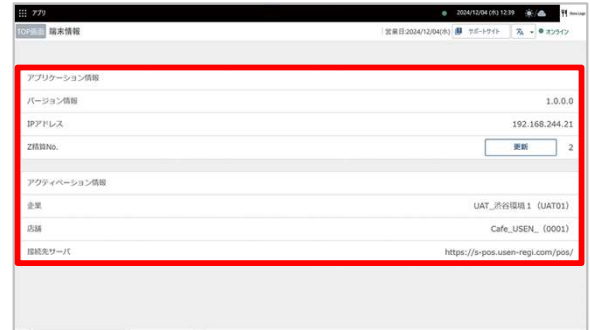 アプリ
2024/12/04 (水) 12:39
TOP画面 端末情報
営業日:2024/12/04(水) サポートサイト オンライン
アプリケーション情報
バージョン情報 1.0.0.0
IPアドレス 192.168.244.21
Z精算No. 更新 2
アクティベーション情報
企業 UAT_渋谷環境1 (UAT01)
店舗 Cafe_USEN_ (0001)
接続先サーバ https://s-pos.usen-regi.com/pos/